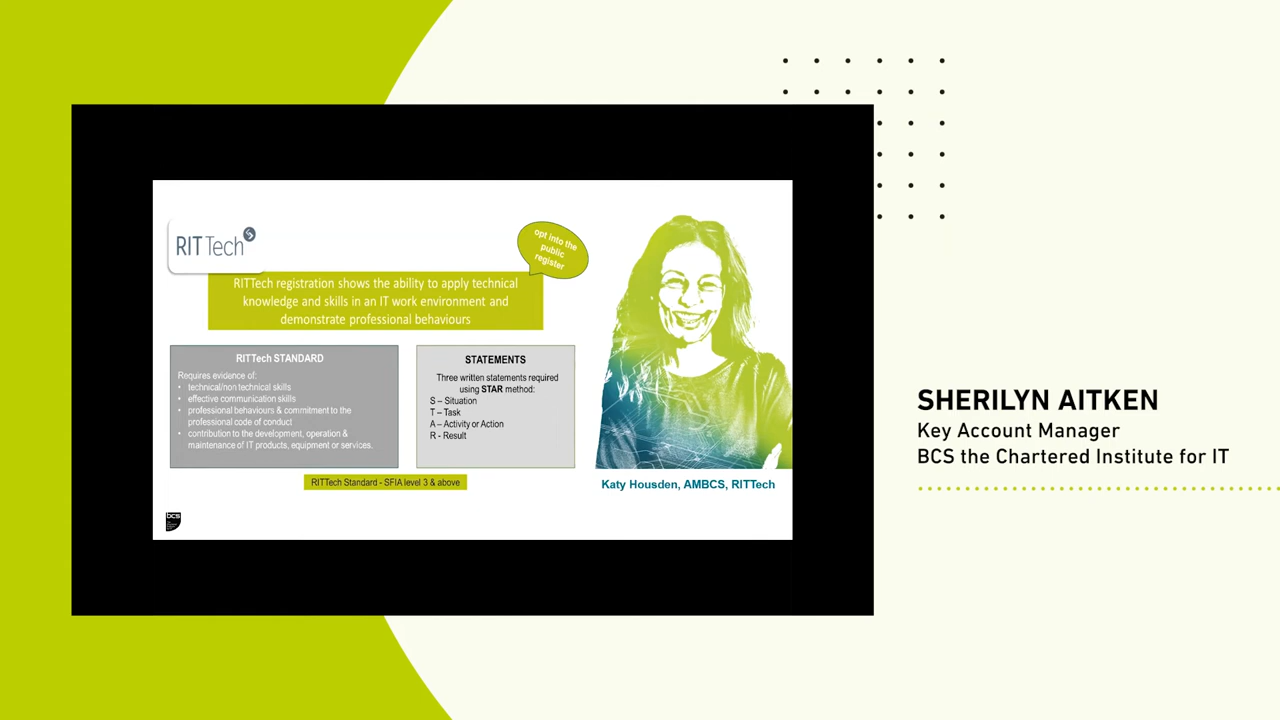 RITTech
opt into the
public
register
RITTech registration shows the ability to apply technical
knowledge and skills in an IT work environment and
demonstrate professional behaviours
RITTech STANDARD
Requires evidence of:
• technical/non technical skills
• effective communication skills
• professional behaviours & commitment to the
professional code of conduct
• contribution to the development, operation &
maintenance of IT products, equipment or services.
STATEMENTS
Three written statements required
using STAR method:
S – Situation
T – Task
A – Activity or Action
R - Result
RITTech Standard - SFIA level 3 & above
Katy Housden, AMBCS, RITTech
bcs
SHERILYN AITKEN
Key Account Manager
BCS the Chartered Institute for IT